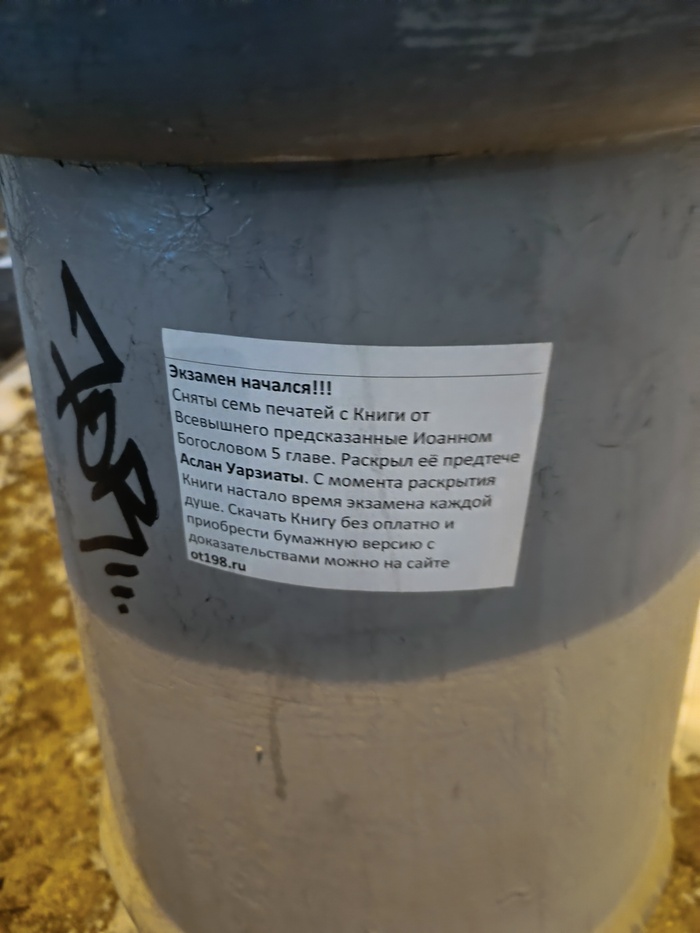 Экзамен начался!!!
Сняты семь печатей с Книги от
Всевышнего предсказанные Иоанном
Богословом 5 главе. Раскрыл её предтече
Аслан Уарзиаты. С момента раскрытия
Книги настало время экзамена каждой
душе. Скачать Книгу без оплатно и
приобрести бумажную версию с
доказательствами можно на сайте
ot198.ru